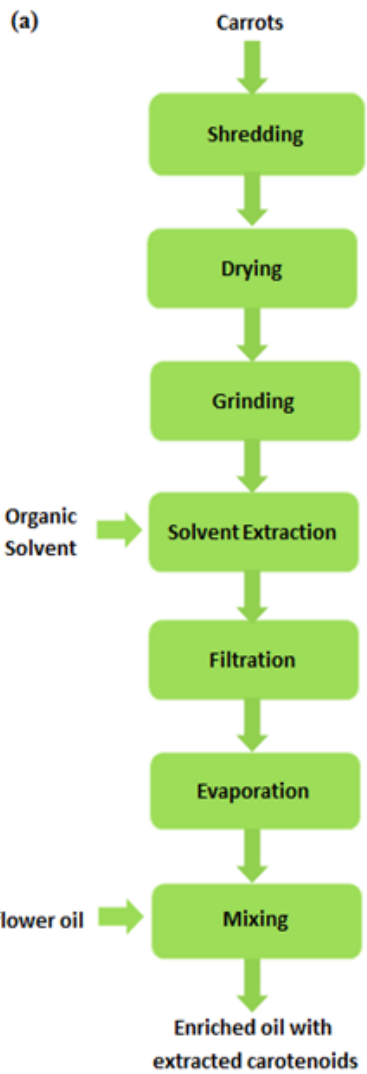 (a)
Carrots
Shredding
Drying
Grinding
Organic
Solvent
Solvent Extraction
Filtration
Evaporation
lower oil
Mixing
Enriched oil with
extracted carotenoids